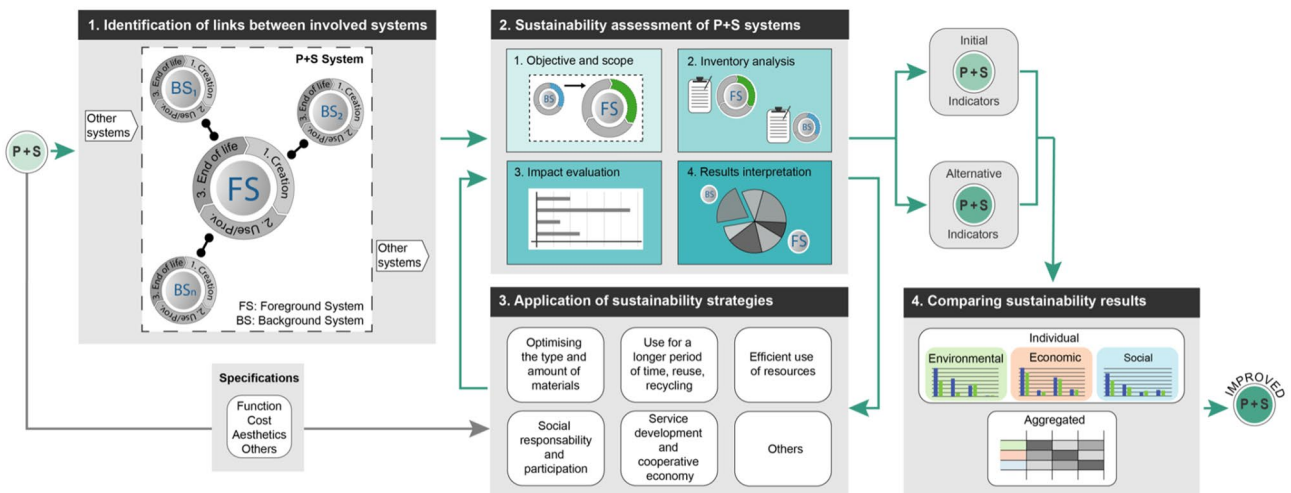 1. Identification of links between involved systems
P+S System
P+S
Other
systems
BS1
1. Creation
2. Use/Prov.
3. End of life
BS2
1. Creation
2. Use/Prov.
3. End of life
FS
1. Creation
2. Use/Prov.
3. End of life
BSn
1. Creation
2. Use/Prov.
3. End of life
Other
systems
FS: Foreground System
BS: Background System
Specifications
Function
Cost
Aesthetics
Others
2. Sustainability assessment of P+S systems
1. Objective and scope
BS
FS
2. Inventory analysis
FS
BS
3. Impact evaluation
4. Results interpretation
BS
FS
3. Application of sustainability strategies
Optimising
the type and
amount of
materials
Use for a
longer period
of time, reuse,
recycling
Efficient use
of resources
Social
responsability
and
participation
Service
development
and
cooperative
economy
Others
Initial
P+S
Indicators
Alternative
P+S
Indicators
4. Comparing sustainability results
Individual
Environmental
Economic
Social
Aggregated
IMPROVED
P+S